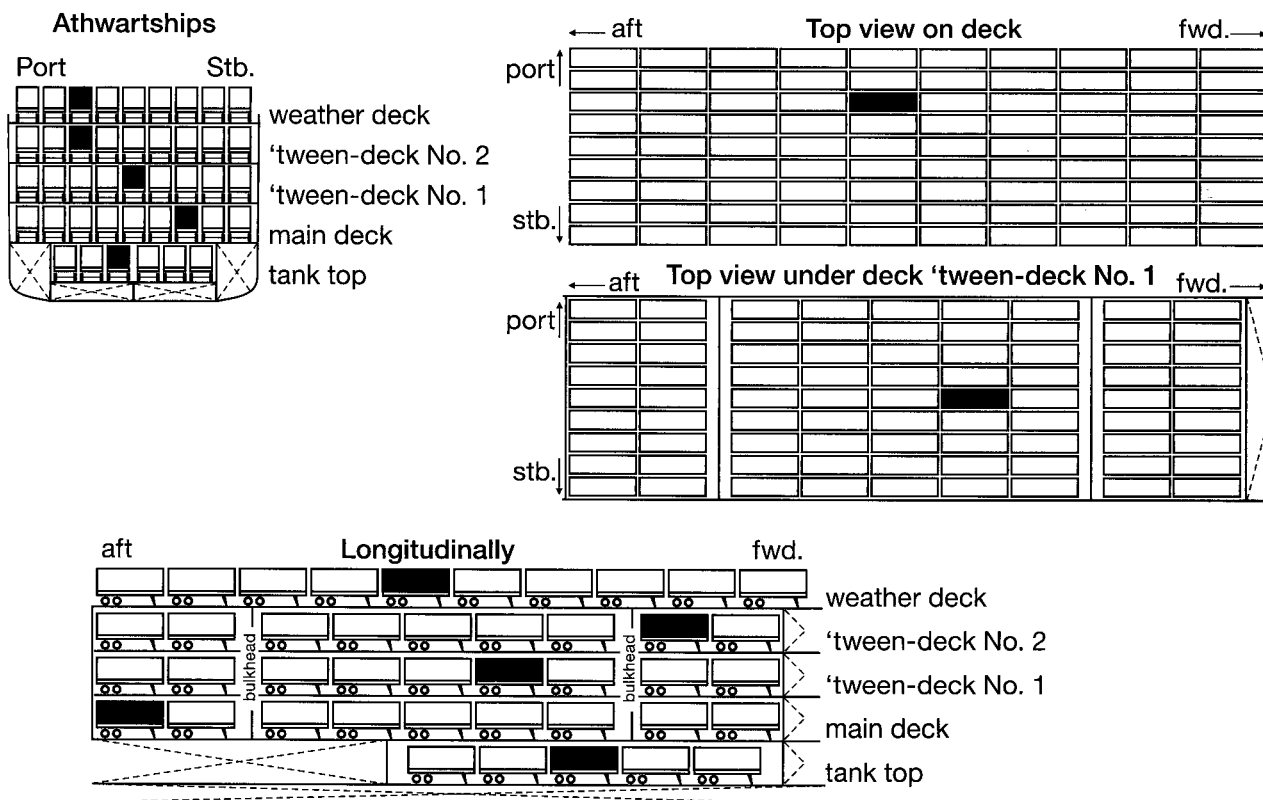 Athwartships
Port Stb.
weather deck
‘tween-deck No. 2
‘tween-deck No. 1
main deck
tank top
aft Top view on deck fwd.
port
stb.
aft Top view under deck ‘tween-deck No. 1 fwd.
port
stb.
aft Longitudinally fwd.
weather deck
‘tween-deck No. 2
‘tween-deck No. 1
main deck
tank top
bulkhead
bulkhead